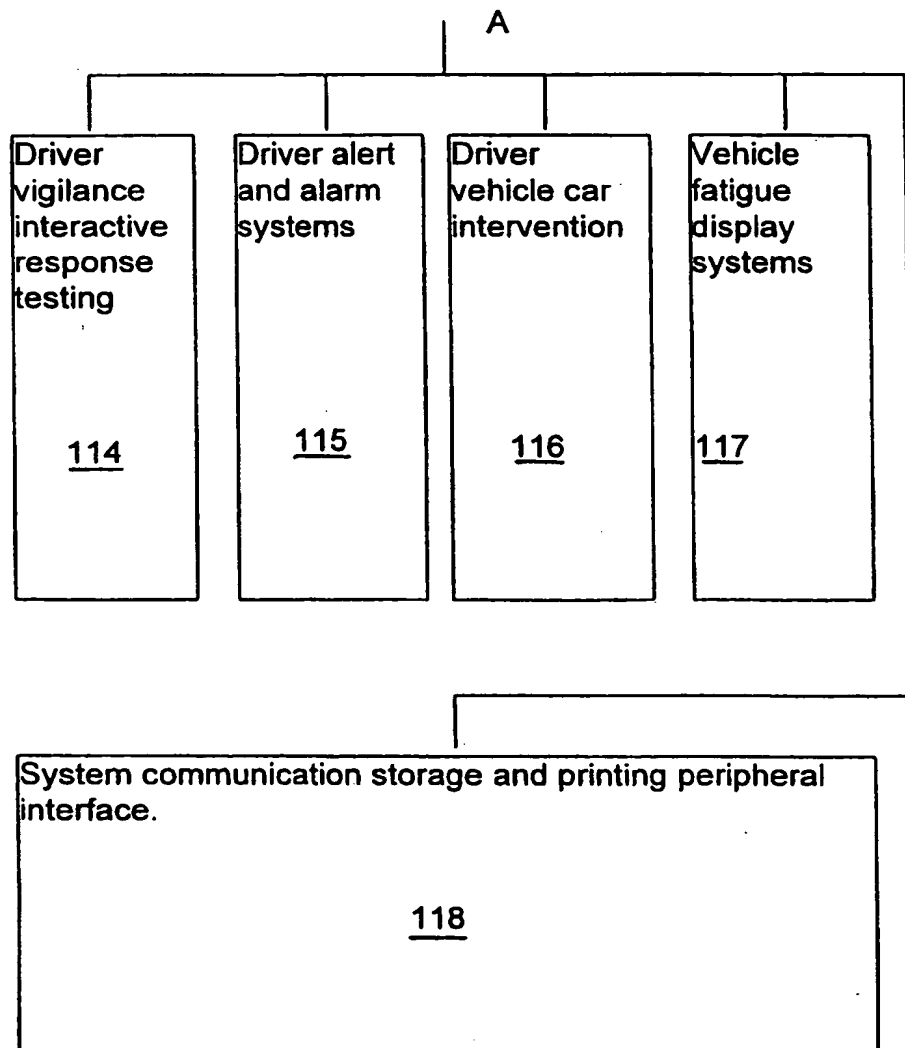 A
Driver
vigilance
interactive
response
testing
114
Driver alert
and alarm
systems
115
Driver
vehicle car
intervention
116
Vehicle
fatigue
display
systems
117
System communication storage and printing peripheral
interface.
118